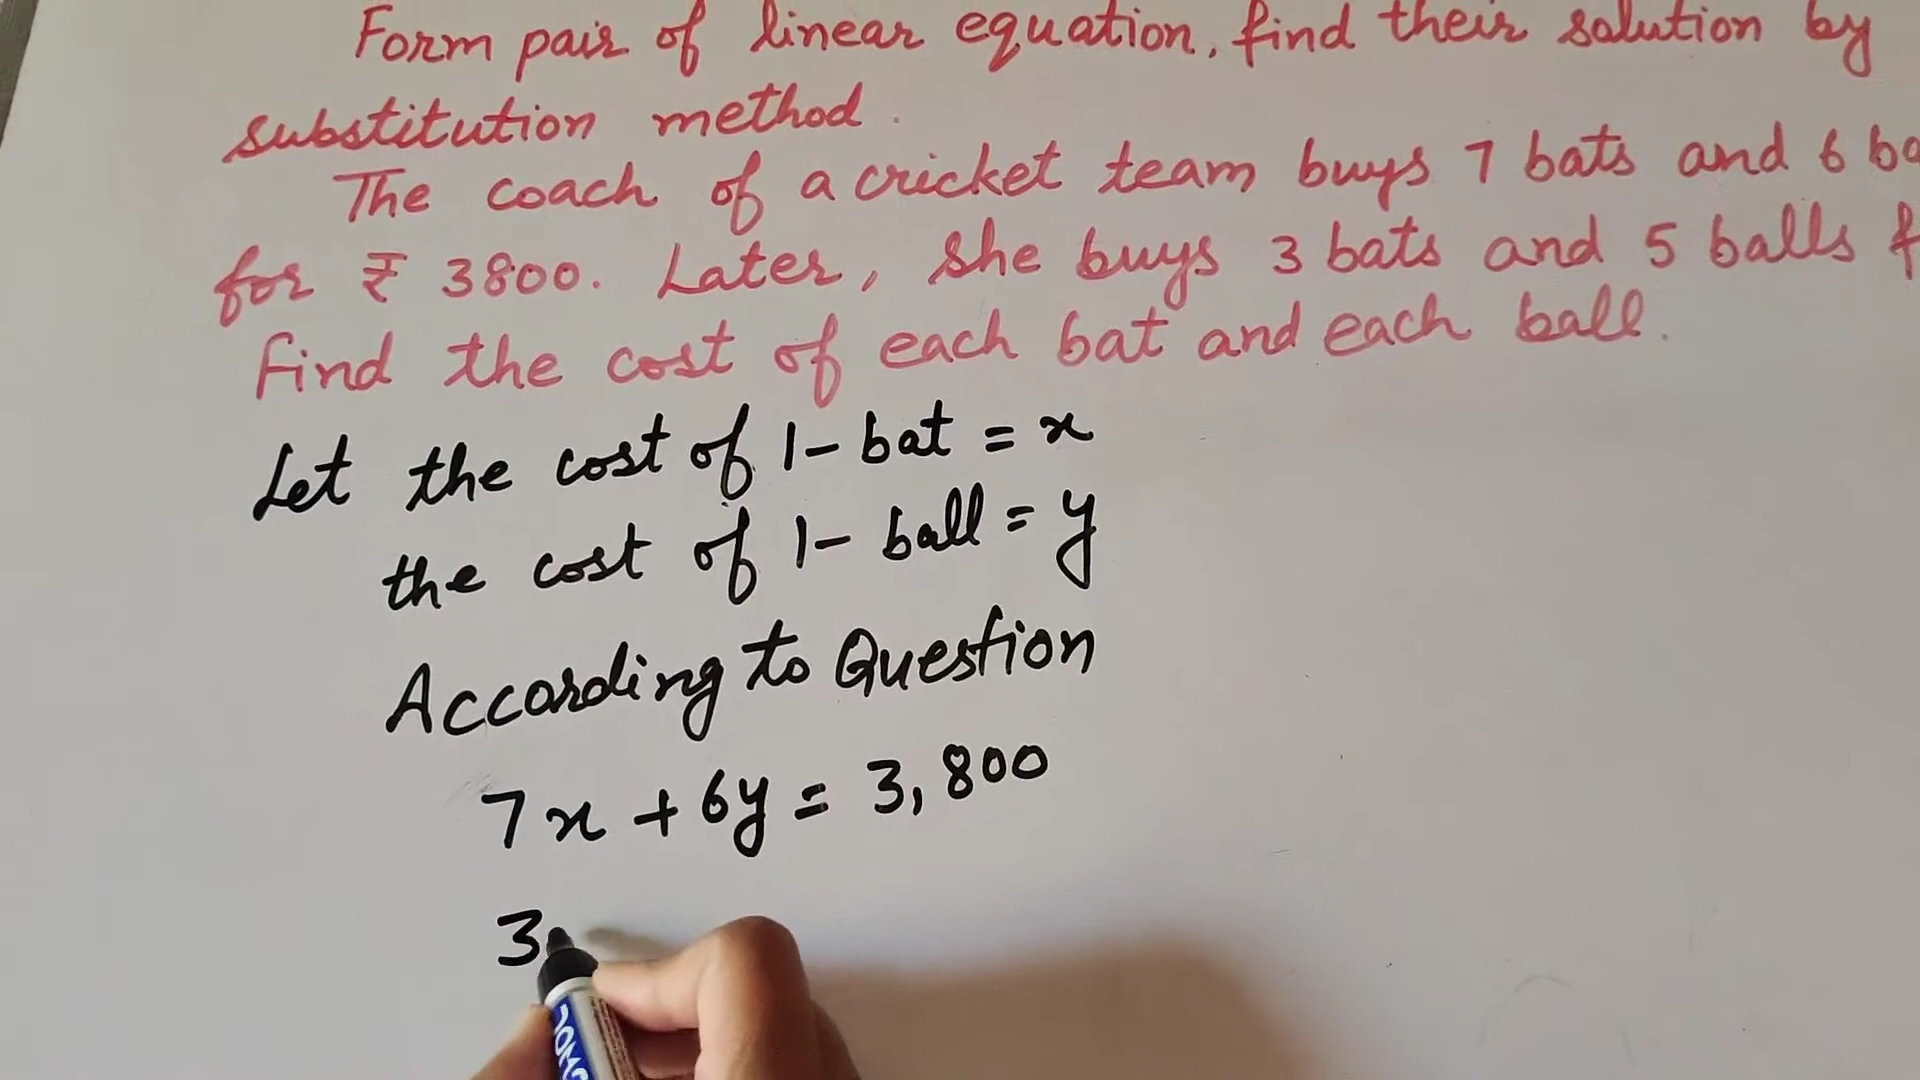 Form pair of linear equation, find their solution by
substitution method.
The coach of a cricket team buys 7 bats and 6
for ₹ 3800. Later, she buys 3 bats and 5 balls
Find the cost of each bat and each ball.
Let the cost of 1- bat = x
the cost of 1- ball = y
According to Question
7x + 6y = 3,800
3